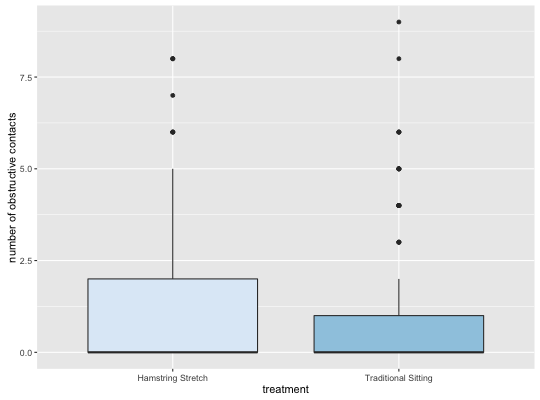 number of obstructive contacts
7.5
5.0
2.5
0.0
Hamstring Stretch
Traditional Sitting
treatment